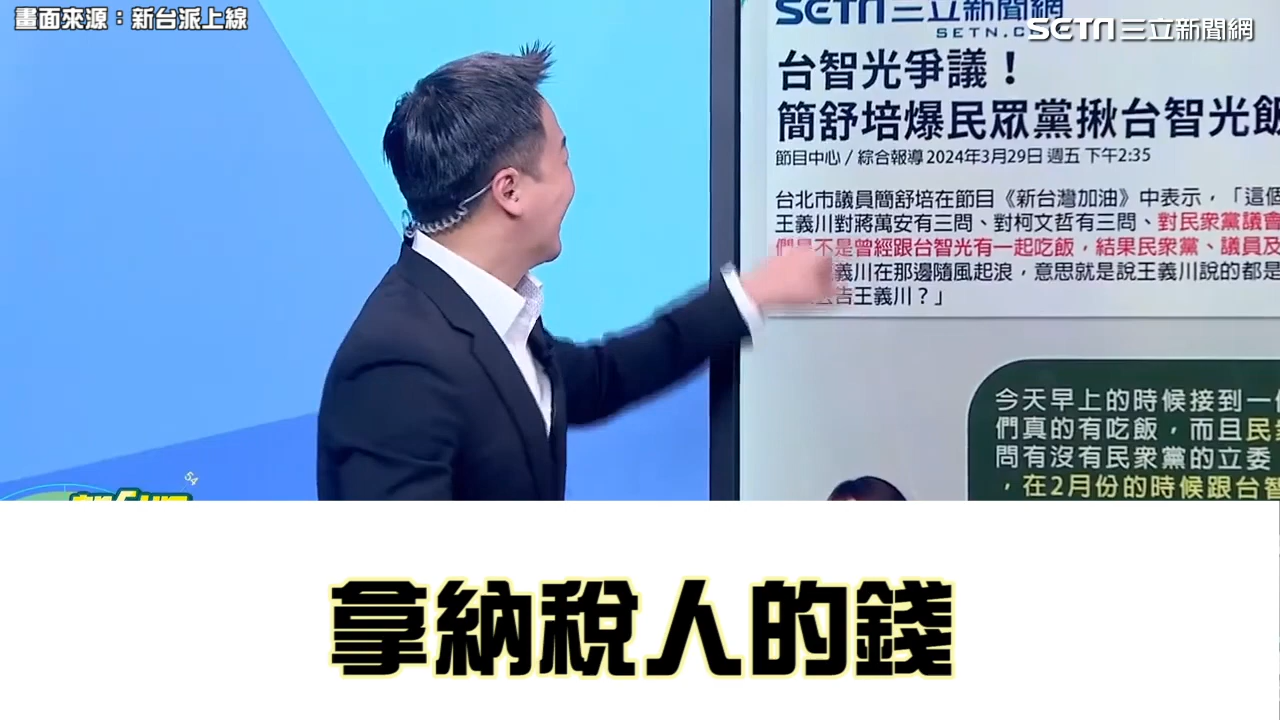 畫面來源：新台派上線
SETN三立新聞網
SETN三立新聞網
SETN.C
台智光爭議！
簡舒培爆民眾黨揪台智光飯
節目中心／綜合報導 2024年3月29日 週五 下午2:35
台北市議員簡舒培在節目《新台灣加油》中表示，「這個
王義川對蔣萬安有三問、對柯文哲有三問、對民眾黨議會
們是不是曾經跟台智光有一起吃飯，結果民眾黨、議員及
義川在那邊隨風起浪，意思就是說王義川說的都是
告王義川？」
今天早上的時候接到一
們真的有吃飯，而且民眾
問有沒有民眾黨的立委
，在2月份的時候跟台智
54
拿納稅人的錢